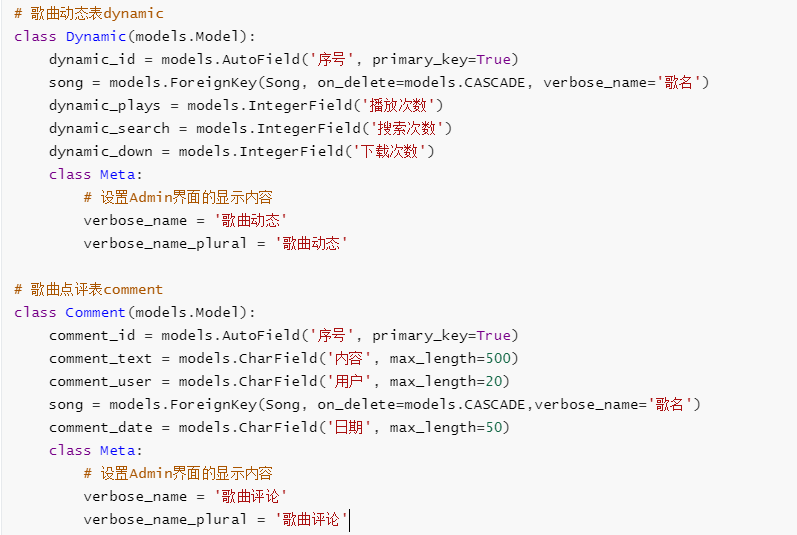 # 歌曲动态表dynamic
class Dynamic(models.Model):
    dynamic_id = models.AutoField('序号', primary_key=True)
    song = models.ForeignKey(Song, on_delete=models.CASCADE, verbose_name='歌名')
    dynamic_plays = models.IntegerField('播放次数')
    dynamic_search = models.IntegerField('搜索次数')
    dynamic_down = models.IntegerField('下载次数')
    class Meta:
        # 设置Admin界面的显示内容
        verbose_name = '歌曲动态'
        verbose_name_plural = '歌曲动态'

# 歌曲点评表comment
class Comment(models.Model):
    comment_id = models.AutoField('序号', primary_key=True)
    comment_text = models.CharField('内容', max_length=500)
    comment_user = models.CharField('用户', max_length=20)
    song = models.ForeignKey(Song, on_delete=models.CASCADE,verbose_name='歌名')
    comment_date = models.CharField('日期', max_length=50)
    class Meta:
        # 设置Admin界面的显示内容
        verbose_name = '歌曲评论'
        verbose_name_plural = '歌曲评论'